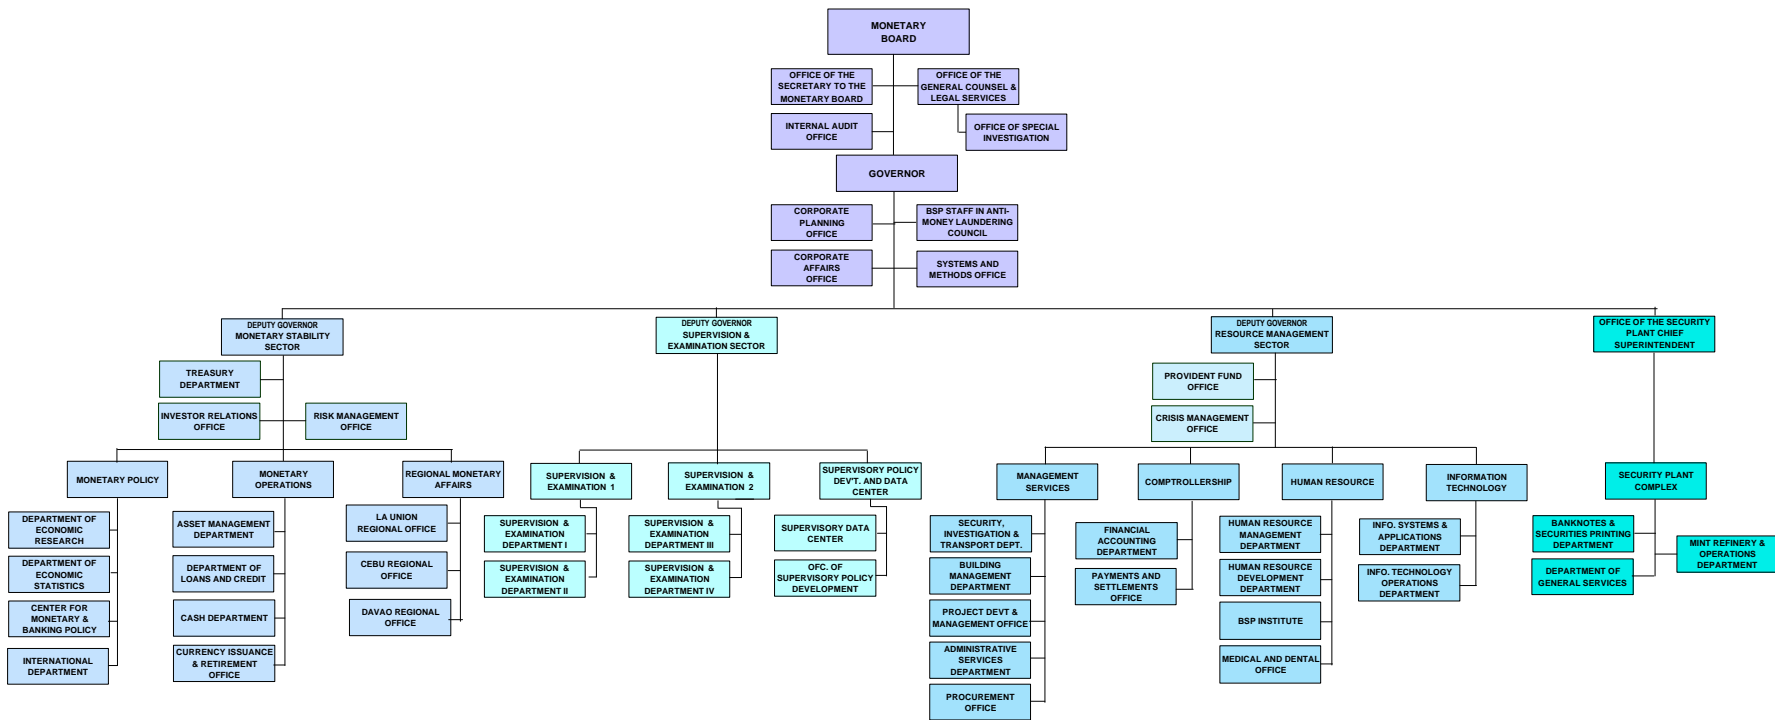 MONETARY
BOARD
OFFICE OF THE
SECRETARY TO THE
MONETARY BOARD
OFFICE OF THE
GENERAL COUNSEL &
LEGAL SERVICES
INTERNAL AUDIT
OFFICE
OFFICE OF SPECIAL
INVESTIGATION
GOVERNOR
CORPORATE
PLANNING
OFFICE
BSP STAFF IN ANTI-
MONEY LAUNDERING
COUNCIL
CORPORATE
AFFAIRS
OFFICE
SYSTEMS AND
METHODS OFFICE
DEPUTY GOVERNOR
MONETARY STABILITY
SECTOR
DEPUTY GOVERNOR
SUPERVISION &
EXAMINATION SECTOR
DEPUTY GOVERNOR
RESOURCE MANAGEMENT
SECTOR
OFFICE OF THE SECURITY
PLANT CHIEF
SUPERINTENDENT
TREASURY
DEPARTMENT
INVESTOR RELATIONS
OFFICE
RISK MANAGEMENT
OFFICE
PROVIDENT FUND
OFFICE
CRISIS MANAGEMENT
OFFICE
MONETARY POLICY
MONETARY
OPERATIONS
REGIONAL MONETARY
AFFAIRS
SUPERVISION &
EXAMINATION 1
SUPERVISION &
EXAMINATION 2
SUPERVISORY POLICY
DEV'T. AND DATA
CENTER
MANAGEMENT
SERVICES
COMPTROLLERSHIP
HUMAN RESOURCE
INFORMATION
TECHNOLOGY
SECURITY PLANT
COMPLEX
DEPARTMENT OF
ECONOMIC
RESEARCH
DEPARTMENT OF
ECONOMIC
STATISTICS
CENTER FOR
MONETARY &
BANKING POLICY
INTERNATIONAL
DEPARTMENT
ASSET MANAGEMENT
DEPARTMENT
DEPARTMENT OF
LOANS AND CREDIT
CASH DEPARTMENT
CURRENCY ISSUANCE
& RETIREMENT
OFFICE
LA UNION
REGIONAL OFFICE
CEBU REGIONAL
OFFICE
DAVAO REGIONAL
OFFICE
SUPERVISION &
EXAMINATION
DEPARTMENT I
SUPERVISION &
EXAMINATION
DEPARTMENT II
SUPERVISION &
EXAMINATION
DEPARTMENT III
SUPERVISION &
EXAMINATION
DEPARTMENT IV
SUPERVISORY DATA
CENTER
OFC. OF
SUPERVISORY POLICY
DEVELOPMENT
SECURITY,
INVESTIGATION &
TRANSPORT DEPT.
BUILDING
MANAGEMENT
DEPARTMENT
PROJECT DEVT &
MANAGEMENT OFFICE
ADMINISTRATIVE
SERVICES
DEPARTMENT
PROCUREMENT
OFFICE
FINANCIAL
ACCOUNTING
DEPARTMENT
PAYMENTS AND
SETTLEMENTS
OFFICE
HUMAN RESOURCE
MANAGEMENT
DEPARTMENT
HUMAN RESOURCE
DEVELOPMENT
DEPARTMENT
BSP INSTITUTE
MEDICAL AND DENTAL
OFFICE
INFO. SYSTEMS &
APPLICATIONS
DEPARTMENT
INFO. TECHNOLOGY
OPERATIONS
DEPARTMENT
BANKNOTES &
SECURITIES PRINTING
DEPARTMENT
DEPARTMENT OF
GENERAL SERVICES
MINT REFINERY &
OPERATIONS
DEPARTMENT